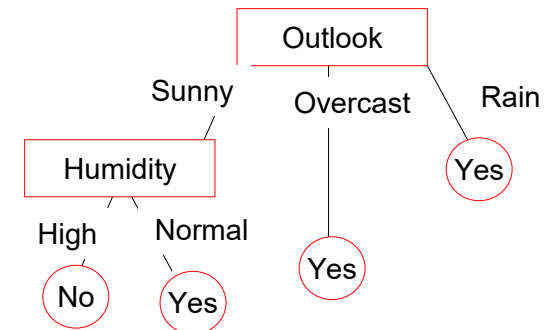 Outlook
Sunny
Overcast
Rain
Humidity
Yes
High
Normal
Yes
No
Yes